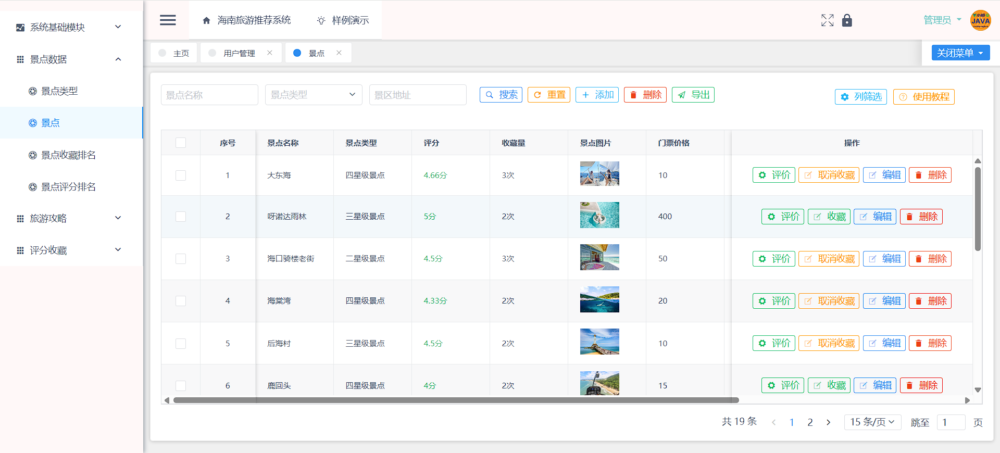 系统基础模块
景点数据
景点类型
景点
景点收藏排名
景点评分排名
旅游攻略
评分收藏
海南旅游推荐系统 样例演示
管理员
JAVA
主页 用户管理 景点 关闭菜单
景点名称 景点类型 景区地址 搜索 重置 添加 删除 导出 列筛选 使用教程
序号 景点名称 景点类型 评分 收藏量 景点图片 门票价格 操作
1 大东海 四星级景点 4.66分 3次 10 评价 取消收藏 编辑 删除
2 呀诺达雨林 三星级景点 5分 2次 400 评价 收藏 编辑 删除
3 海口骑楼老街 二星级景点 4.5分 3次 50 评价 取消收藏 编辑 删除
4 海棠湾 四星级景点 4.33分 2次 20 评价 取消收藏 编辑 删除
5 后海村 三星级景点 4.5分 2次 10 评价 取消收藏 编辑 删除
6 鹿回头 四星级景点 4分 2次 15 评价 收藏 编辑 删除
共 19 条 1 2 15 条/页 跳至 1 页